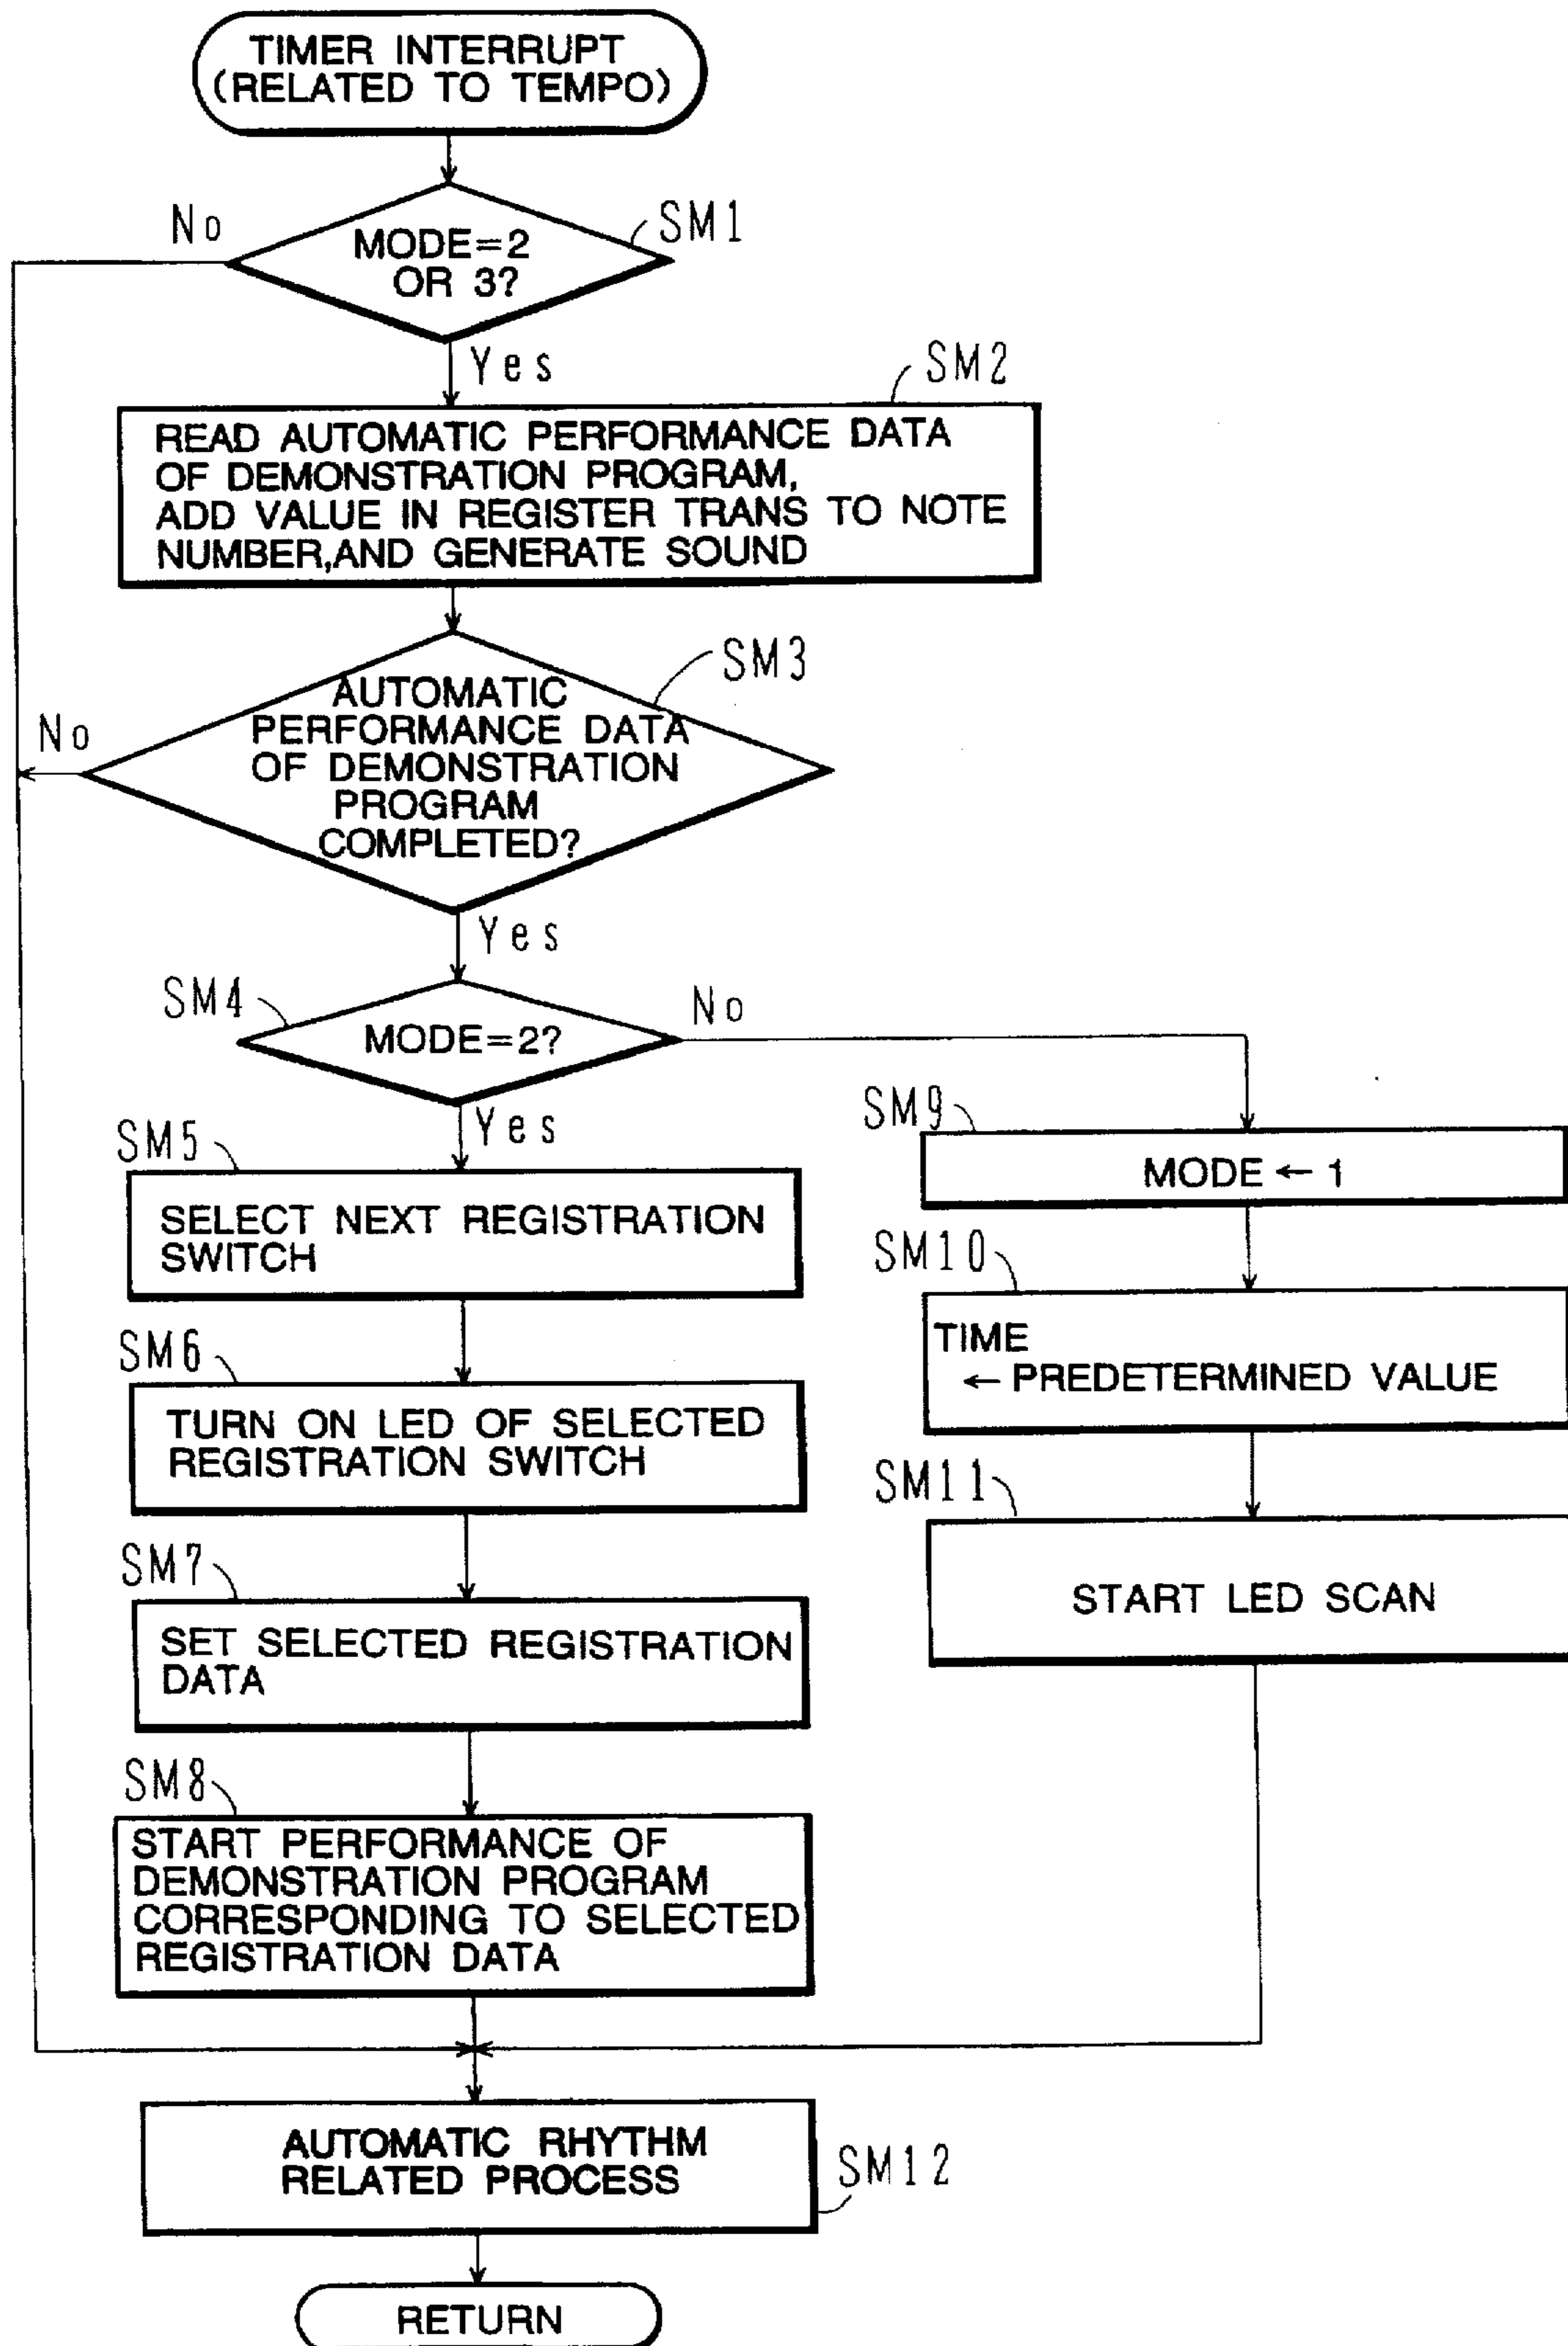 TIMER INTERRUPT
(RELATED TO TEMPO)
No
MODE=2
OR 3?
SM1
Yes
SM2
READ AUTOMATIC PERFORMANCE DATA
OF DEMONSTRATION PROGRAM,
ADD VALUE IN REGISTER TRANS TO NOTE
NUMBER,AND GENERATE SOUND
SM3
No
AUTOMATIC
PERFORMANCE DATA
OF DEMONSTRATION
PROGRAM
COMPLETED?
Yes
SM4
MODE=2?
No
Yes
SM5
SELECT NEXT REGISTRATION
SWITCH
SM6
TURN ON LED OF SELECTED
REGISTRATION SWITCH
SM7
SET SELECTED REGISTRATION
DATA
SM8
START PERFORMANCE OF
DEMONSTRATION PROGRAM
CORRESPONDING TO SELECTED
REGISTRATION DATA
SM9
MODE ← 1
SM10
TIME
← PREDETERMINED VALUE
SM11
START LED SCAN
AUTOMATIC RHYTHM
RELATED PROCESS
SM12
RETURN